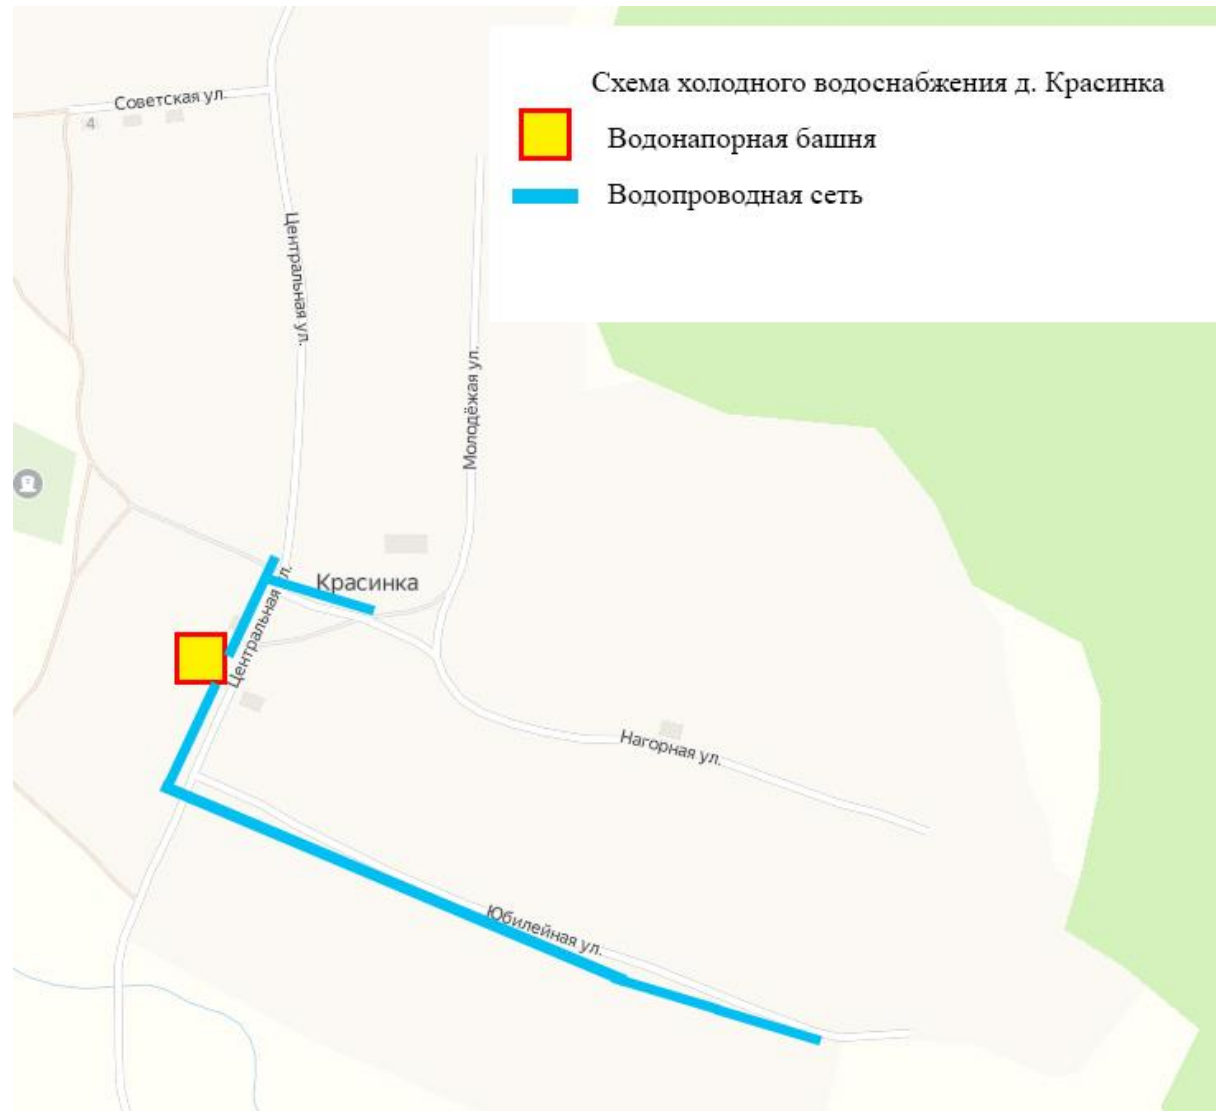 Схема холодного водоснабжения д. Красинка
Водонапорная башня
Водопроводная сеть
Советская ул.
4
Центральная ул.
Молодёжая ул.
Красинка
Центральная ул.
Нагорная ул.
Юбилейная ул.